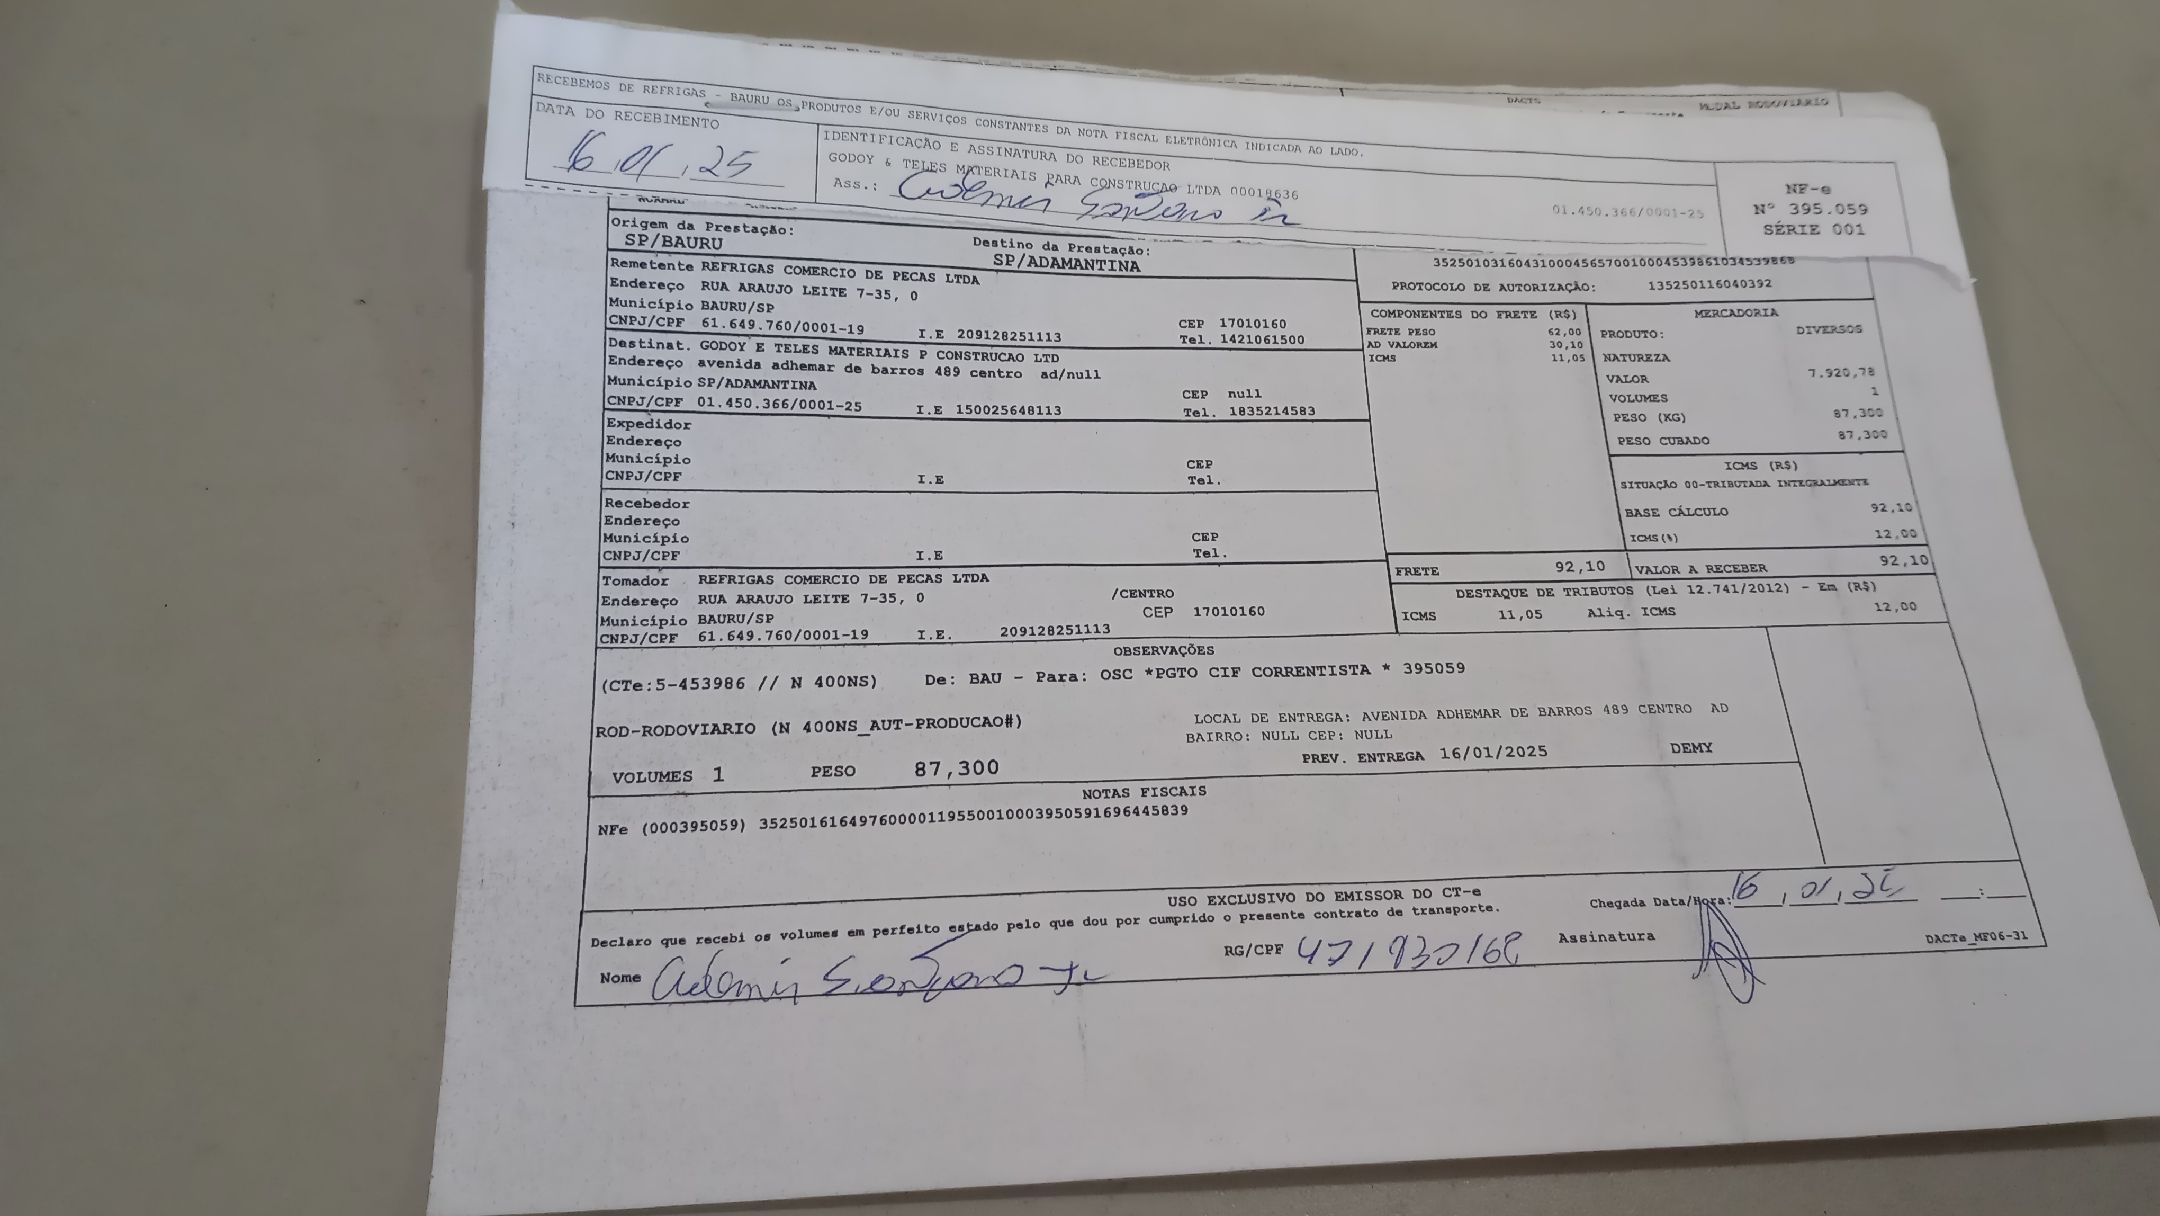 DACTE MODAL RODOVIARIO
RECEBEMOS DE REFRIGAS - BAURU OS PRODUTOS E/OU SERVIÇOS CONSTANTES DA NOTA FISCAL ELETRÔNICA INDICADA AO LADO.
DATA DO RECEBIMENTO
16,01,25
IDENTIFICAÇÃO E ASSINATURA DO RECEBEDOR
GODOY & TELES MATERIAIS PARA CONSTRUCAO LTDA 00018636
Ass.: Ademir
01.450.366/0001-25
NF-e
Nº 395.059
SÉRIE 001
Origem da Prestação:
SP/BAURU
Destino da Prestação:
SP/ADAMANTINA
Remetente REFRIGAS COMERCIO DE PECAS LTDA
Endereço RUA ARAUJO LEITE 7-35, 0
Município BAURU/SP CEP 17010160
CNPJ/CPF 61.649.760/0001-19 I.E 209128251113 Tel. 1421061500
Destinat. GODOY E TELES MATERIAIS P CONSTRUCAO LTD
Endereço avenida adhemar de barros 489 centro ad/null
Município SP/ADAMANTINA CEP null
CNPJ/CPF 01.450.366/0001-25 I.E 150025648113 Tel. 1835214583
Expedidor
Endereço
Município CEP
CNPJ/CPF I.E Tel.
Recebedor
Endereço
Município CEP
CNPJ/CPF I.E Tel.
Tomador REFRIGAS COMERCIO DE PECAS LTDA
Endereço RUA ARAUJO LEITE 7-35, 0 /CENTRO
Município BAURU/SP CEP 17010160
CNPJ/CPF 61.649.760/0001-19 I.E. 209128251113
35250103160431000456570010004539861034539868
PROTOCOLO DE AUTORIZAÇÃO: 135250116040392
COMPONENTES DO FRETE (R$)
FRETE PESO 62,00
AD VALOREM 30,10
ICMS 11,05
MERCADORIA
PRODUTO: DIVERSOS
NATUREZA
VALOR 7.920,78
VOLUMES 1
PESO (KG) 87,300
PESO CUBADO 87,300
ICMS (R$)
SITUAÇÃO 00-TRIBUTADA INTEGRALMENTE
BASE CÁLCULO 92,10
ICMS(%) 12,00
FRETE 92,10 VALOR A RECEBER 92,10
DESTAQUE DE TRIBUTOS (Lei 12.741/2012) - Em (R$)
ICMS 11,05 Aliq. ICMS 12,00
OBSERVAÇÕES
(CTe:5-453986 // N 400NS) De: BAU - Para: OSC *PGTO CIF CORRENTISTA * 395059
ROD-RODOVIARIO (N 400NS_AUT-PRODUCAO#) LOCAL DE ENTREGA: AVENIDA ADHEMAR DE BARROS 489 CENTRO AD
BAIRRO: NULL CEP: NULL
VOLUMES 1 PESO 87,300 PREV. ENTREGA 16/01/2025 DEMY
NOTAS FISCAIS
NFe (000395059) 35250161649760000119550010003950591696445839
USO EXCLUSIVO DO EMISSOR DO CT-e
Declaro que recebi os volumes em perfeito estado pelo que dou por cumprido o presente contrato de transporte.
Chegada Data/Hora: 16,01,25 __:__
Nome Ademir
RG/CPF 471930168 Assinatura
DACTe_MF06-31